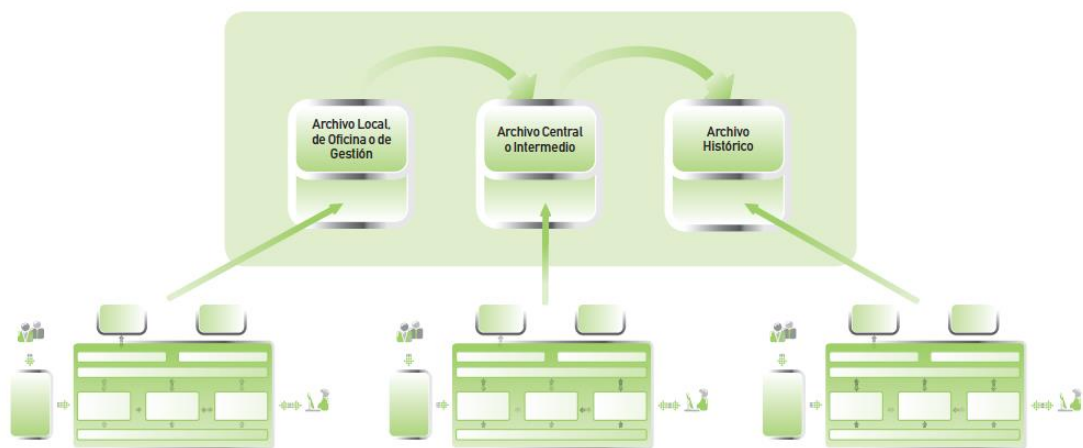 Archivo Local,
de Oficina o de
Gestión
Archivo Central
o Intermedio
Archivo
Histórico